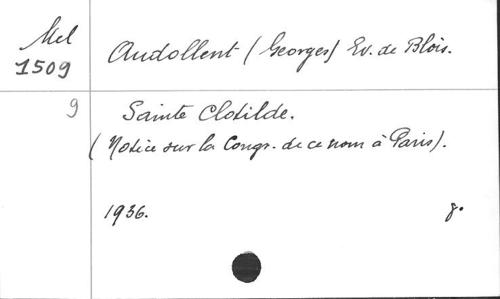 Mel
1509
Audollent (Georges) Ev. de Blois.
9
Sainte Clotilde.
(Notice sur la Congr. de ce nom à Paris).
1936.
8.